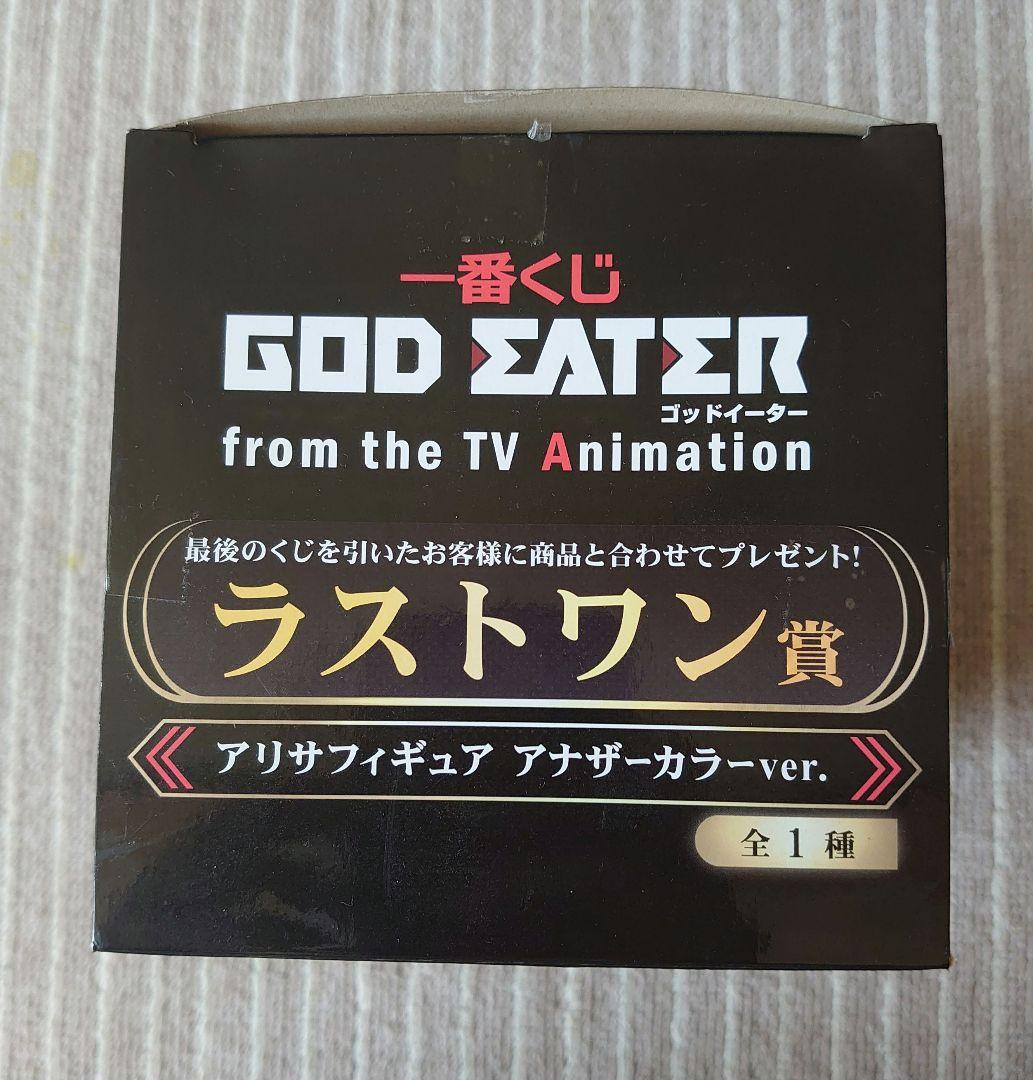 一番くじ
GOD EATER
ゴッドイーター
from the TV Animation
最後のくじを引いたお客様に商品と合わせてプレゼント!
ラストワン賞
アリサフィギュア アナザーカラーver.
全1種